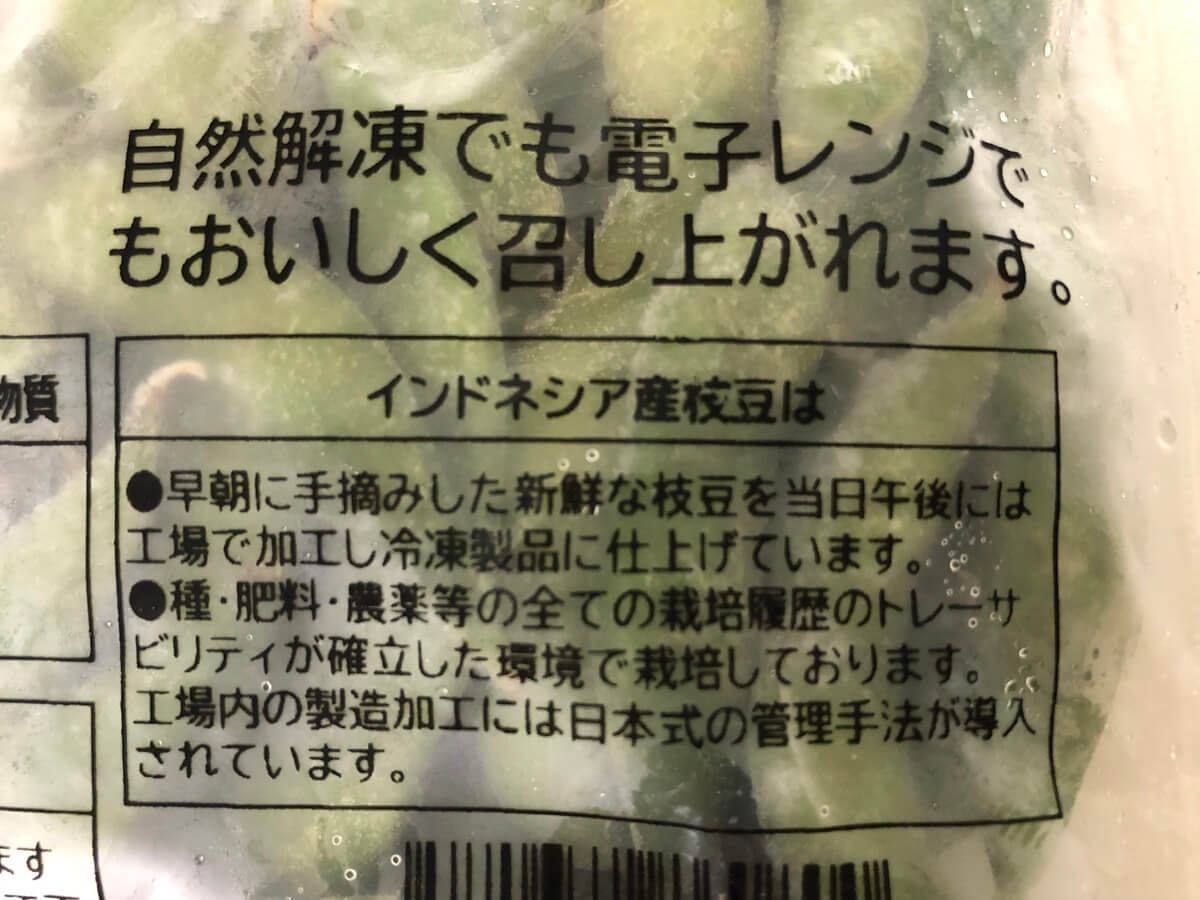 自然解凍でも電子レンジで
もおいしく召し上がれます。
物質
インドネシア産枝豆は
●早朝に手摘みした新鮮な枝豆を当日午後には
工場で加工し冷凍製品に仕上げています。
●種・肥料・農薬等の全ての栽培履歴のトレーサ
ビリティが確立した環境で栽培しております。
工場内の製造加工には日本式の管理手法が導入
されています。
ます